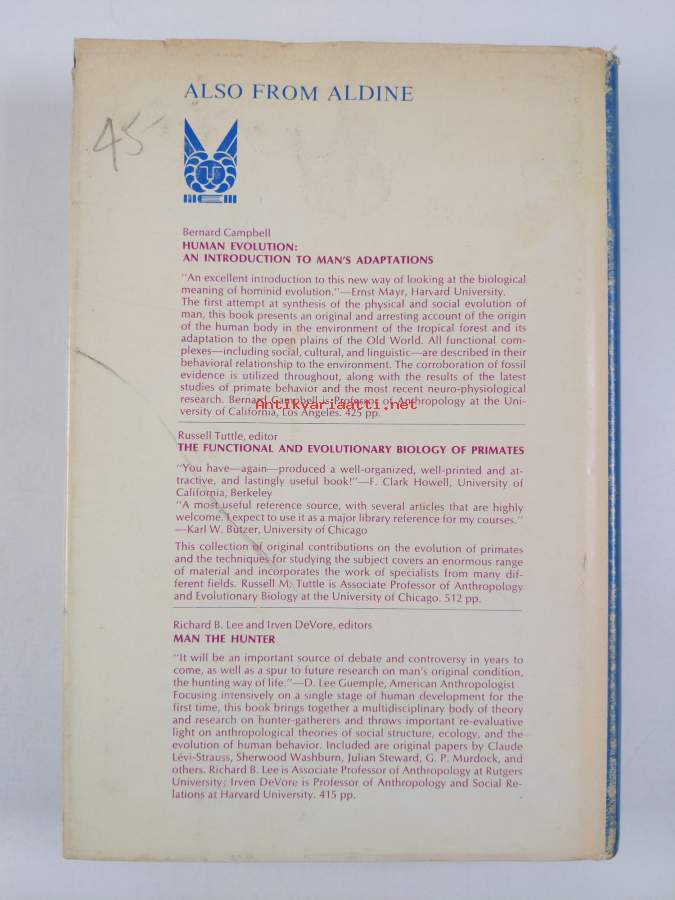 ALSO FROM ALDINE
45-
Bernard Campbell
HUMAN EVOLUTION:
AN INTRODUCTION TO MAN'S ADAPTATIONS
"An excellent introduction to this new way of looking at the biological
meaning of hominid evolution."—Ernst Mayr, Harvard University.
The first attempt at synthesis of the physical and social evolution of
man, this book presents an original and arresting account of the origin
of the human body in the environment of the tropical forest and its
adaptation to the open plains of the Old World. All functional com-
plexes—including social, cultural, and linguistic—are described in their
behavioral relationship to the environment. The corroboration of fossil
evidence is utilized throughout, along with the results of the latest
studies of primate behavior and the most recent neuro-physiological
research. Bernard Campbell is Professor of Anthropology at the Uni-
versity of California, Los Angeles. 425 pp.
Antikvariaatti.net
Russell Tuttle, editor
THE FUNCTIONAL AND EVOLUTIONARY BIOLOGY OF PRIMATES
"You have—again—produced a well-organized, well-printed and at-
tractive, and lastingly useful book!"—F. Clark Howell, University of
California, Berkeley
"A most useful reference source, with several articles that are highly
welcome. I expect to use it as a major library reference for my courses."
—Karl W. Butzer, University of Chicago
This collection of original contributions on the evolution of primates
and the techniques for studying the subject covers an enormous range
of material and incorporates the work of specialists from many dif-
ferent fields. Russell M. Tuttle is Associate Professor of Anthropology
and Evolutionary Biology at the University of Chicago. 512 pp.
Richard B. Lee and Irven DeVore, editors
MAN THE HUNTER
"It will be an important source of debate and controversy in years to
come, as well as a spur to future research on man's original condition,
the hunting way of life."—D. Lee Guemple, American Anthropologist
Focusing intensively on a single stage of human development for the
first time, this book brings together a multidisciplinary body of theory
and research on hunter-gatherers and throws important re-evaluative
light on anthropological theories of social structure, ecology, and the
evolution of human behavior. Included are original papers by Claude
Lévi-Strauss, Sherwood Washburn, Julian Steward, G. P. Murdock, and
others. Richard B. Lee is Associate Professor of Anthropology at Rutgers
University; Irven DeVore is Professor of Anthropology and Social Re-
lations at Harvard University. 415 pp.